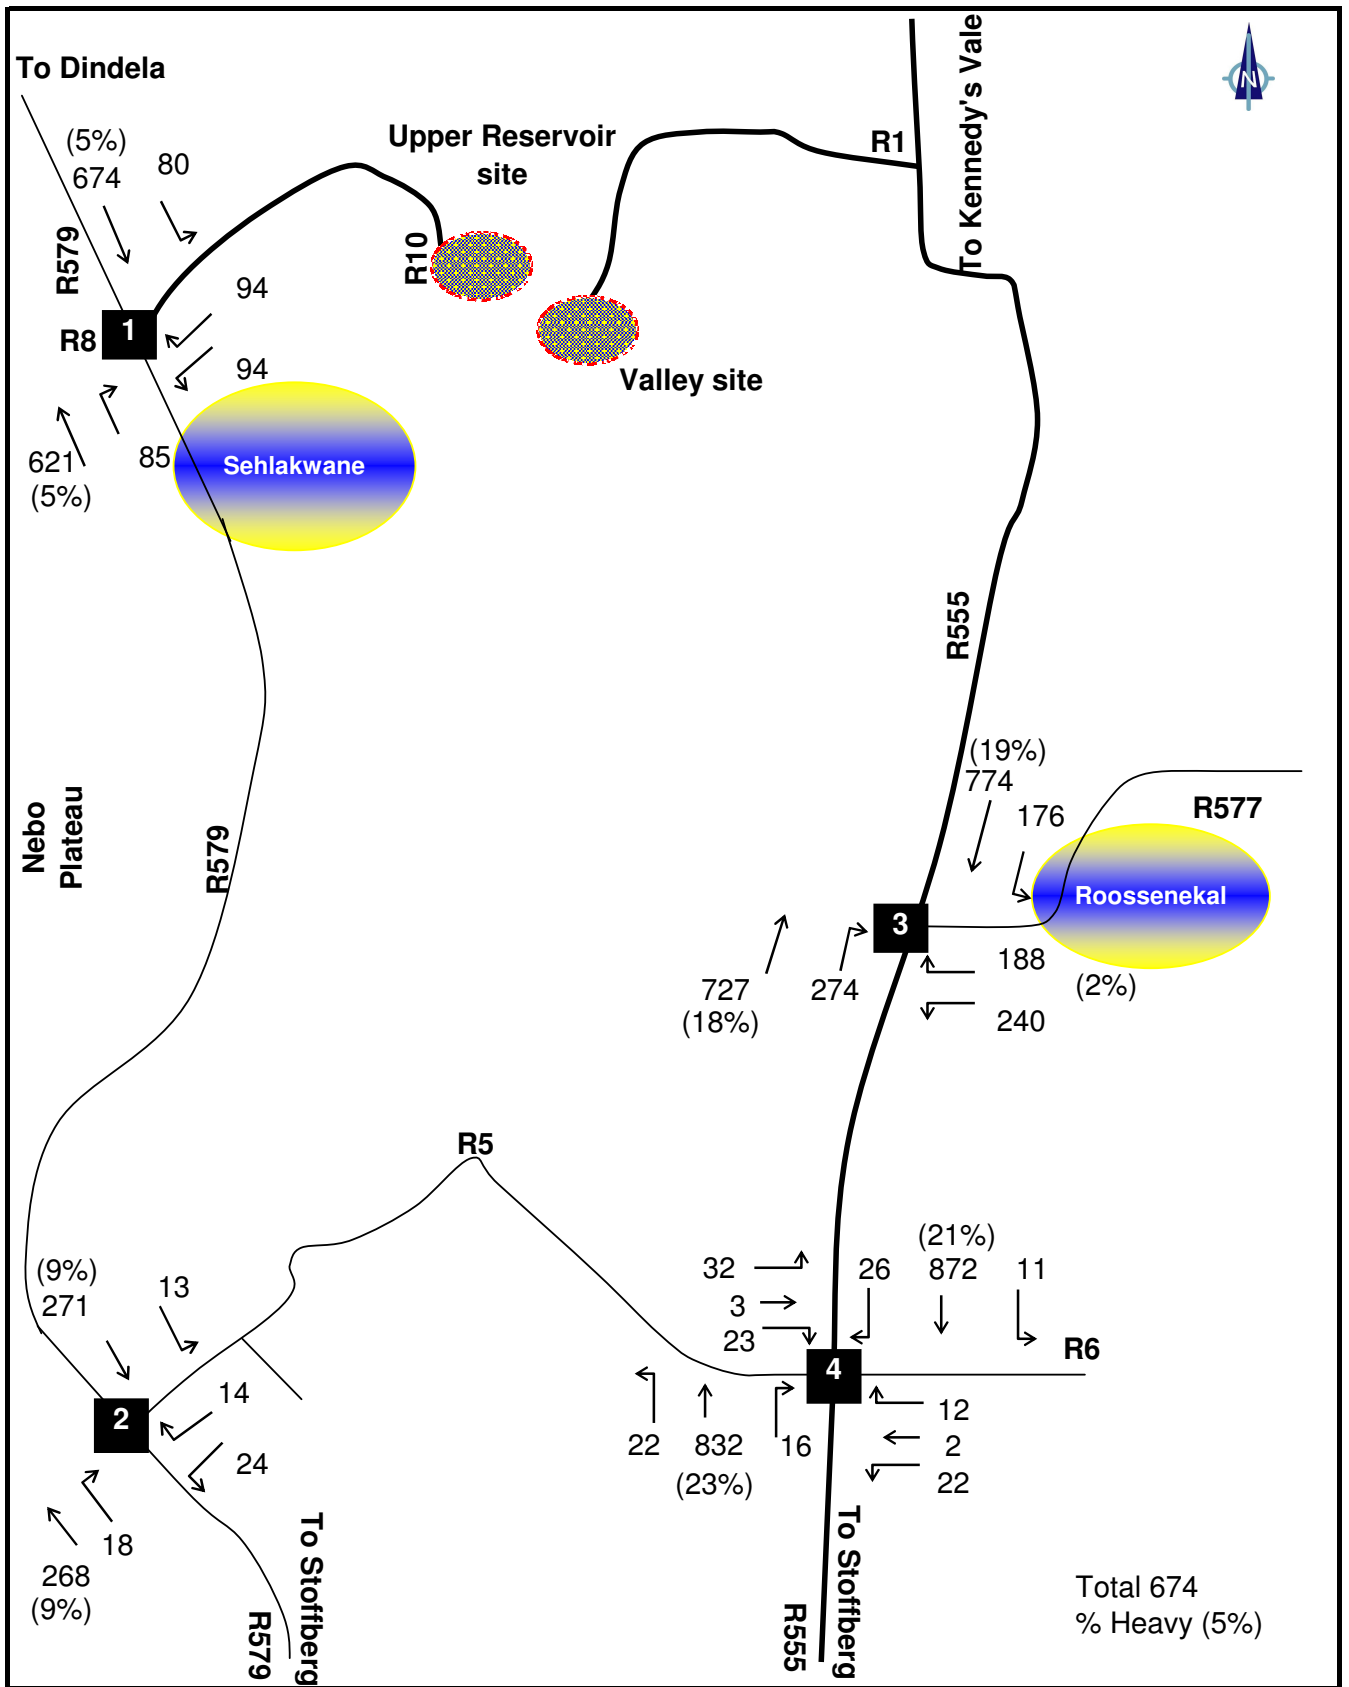 To Dindela
To Kennedy's Vale
N
(5%)
674
80
Upper Reservoir
site
R1
R579
R10
94
R8
1
94
Valley site
621
(5%)
85
Sehlakwane
R555
(19%)
774
176
R577
Nebo
Plateau
R579
Roossenekal
3
188
(2%)
727
(18%)
274
240
R5
(9%)
271
13
32
3
23
26
(21%)
872
11
R6
4
2
14
24
22
832
(23%)
16
12
2
22
18
268
(9%)
R579
To Stoffberg
R555
To Stoffberg
Total 674
% Heavy (5%)